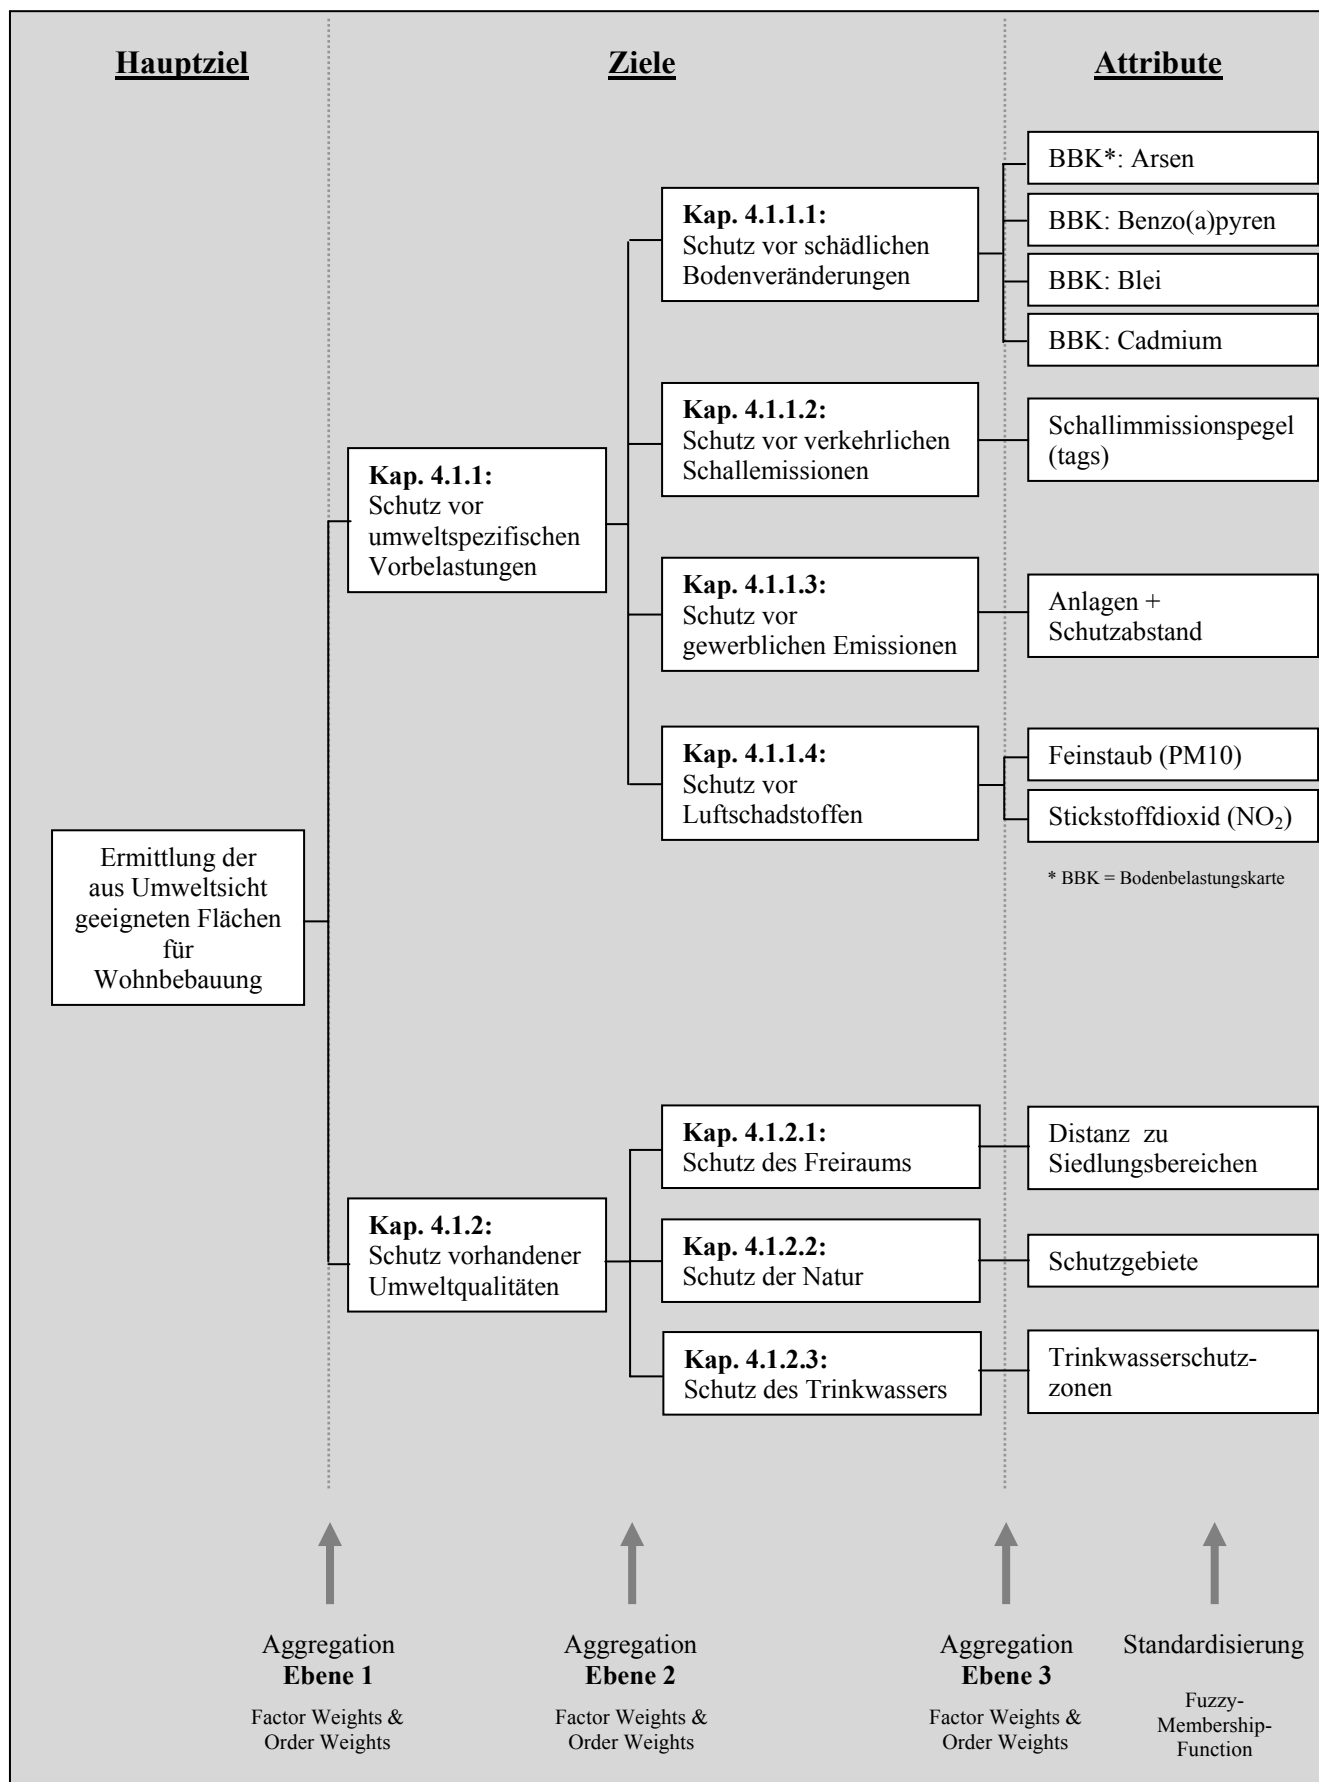 Hauptziel
Ziele
Attribute
BBK*: Arsen
BBK: Benzo(a)pyren
BBK: Blei
BBK: Cadmium
Kap. 4.1.1.1:
Schutz vor schädlichen
Bodenveränderungen
Kap. 4.1.1.2:
Schutz vor verkehrlichen
Schallemissionen
Schallimmissionspegel
(tags)
Kap. 4.1.1:
Schutz vor
umweltspezifischen
Vorbelastungen
Kap. 4.1.1.3:
Schutz vor
gewerblichen Emissionen
Anlagen +
Schutzabstand
Kap. 4.1.1.4:
Schutz vor
Luftschadstoffen
Feinstaub (PM10)
Stickstoffdioxid (NO₂)
* BBK = Bodenbelastungskarte
Ermittlung der
aus Umweltsicht
geeigneten Flächen
für
Wohnbebauung
Kap. 4.1.2.1:
Schutz des Freiraums
Distanz zu
Siedlungsbereichen
Kap. 4.1.2:
Schutz vorhandener
Umweltqualitäten
Kap. 4.1.2.2:
Schutz der Natur
Schutzgebiete
Kap. 4.1.2.3:
Schutz des Trinkwassers
Trinkwasserschutz-
zonen
Aggregation
Ebene 1
Factor Weights &
Order Weights
Aggregation
Ebene 2
Factor Weights &
Order Weights
Aggregation
Ebene 3
Factor Weights &
Order Weights
Standardisierung
Fuzzy-
Membership-
Function